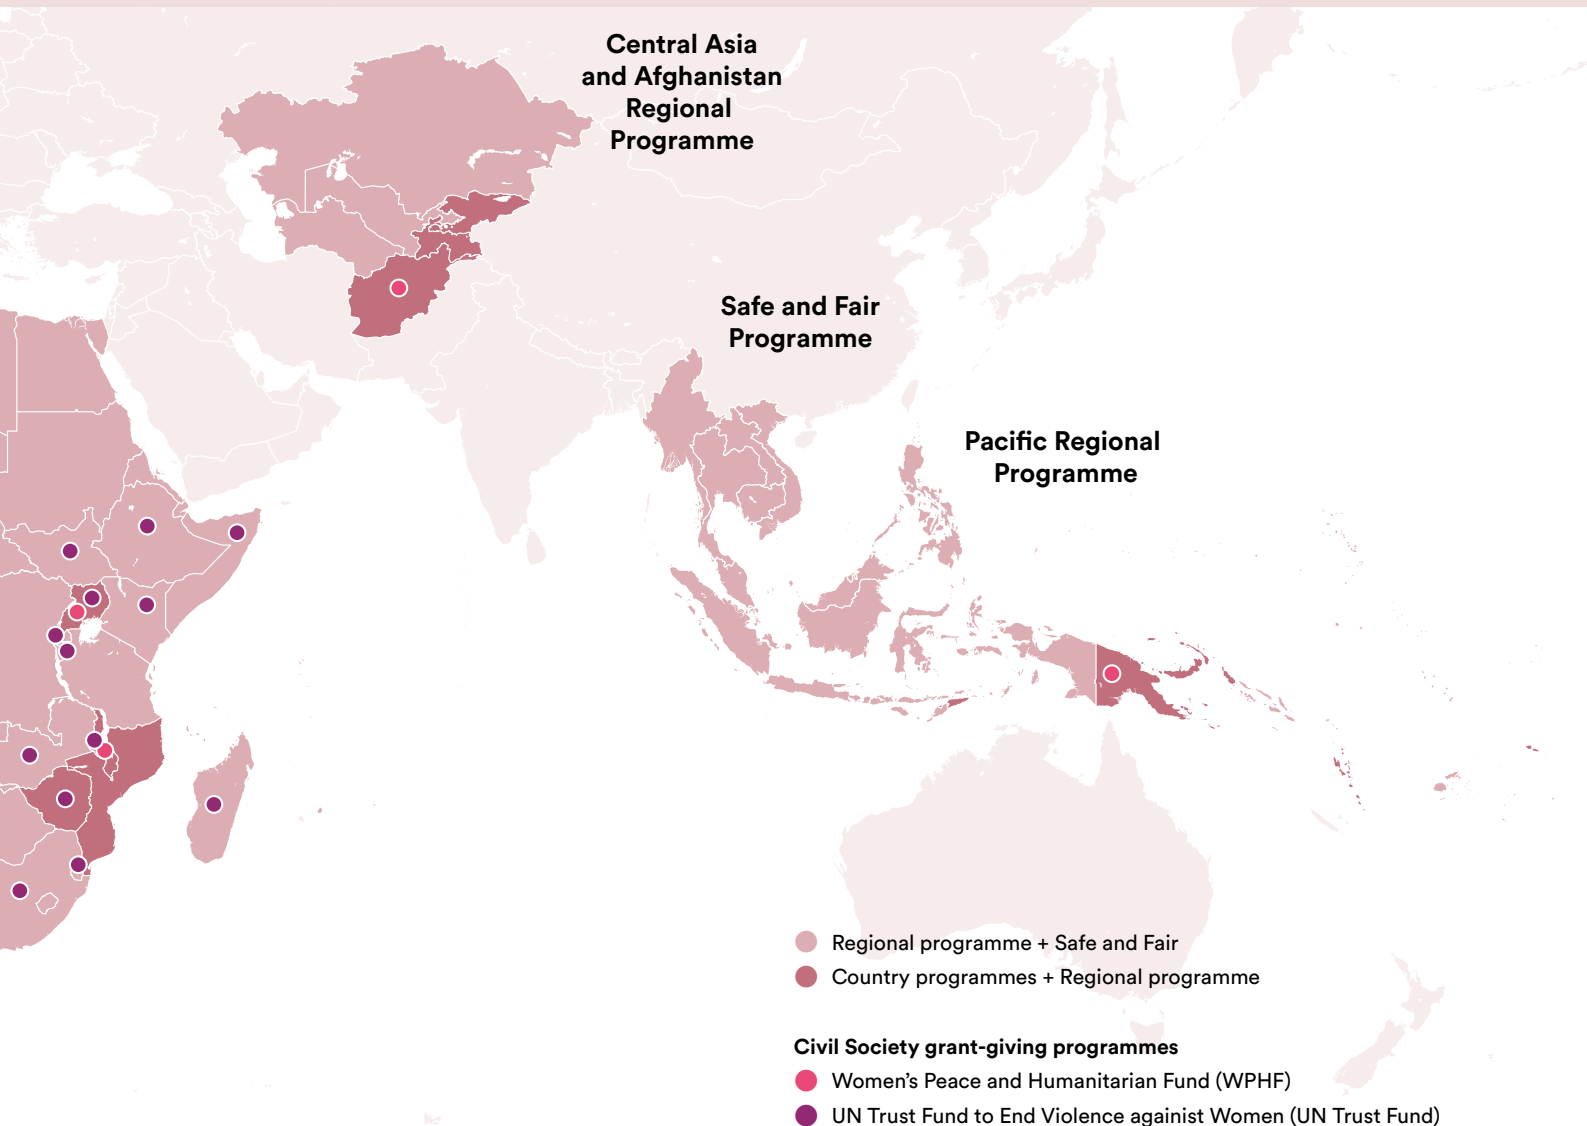 Central Asia
and Afghanistan
Regional
Programme
Safe and Fair
Programme
Pacific Regional
Programme
Regional programme + Safe and Fair
Country programmes + Regional programme
Civil Society grant-giving programmes
Women’s Peace and Humanitarian Fund (WPHF)
UN Trust Fund to End Violence againist Women (UN Trust Fund)